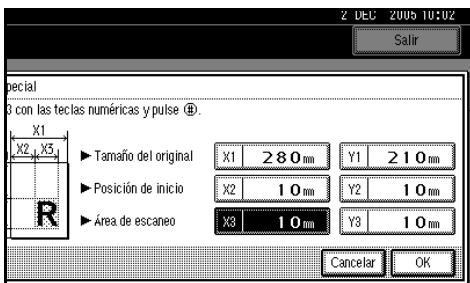 2 DEC 2005 10:02
Salir
pecial
3 con las teclas numéricas y pulse ⓗ.
X1
X2 X3
▶ Tamaño del original X1 280mm Y1 210mm
▶ Posición de inicio X2 10mm Y2 10mm
R ▶ Área de escaneo X3 10mm Y3 10mm
Cancelar OK